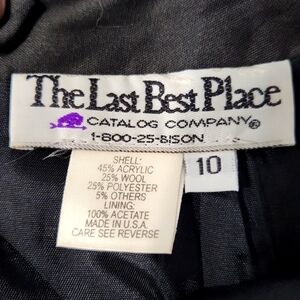 The Last Best Place
CATALOG COMPANY®
1-800-25-BISON
SHELL:
45% ACRYLIC
25% WOOL
25% POLYESTER
5% OTHERS
LINING:
100% ACETATE
MADE IN U.S.A.
CARE SEE REVERSE
10